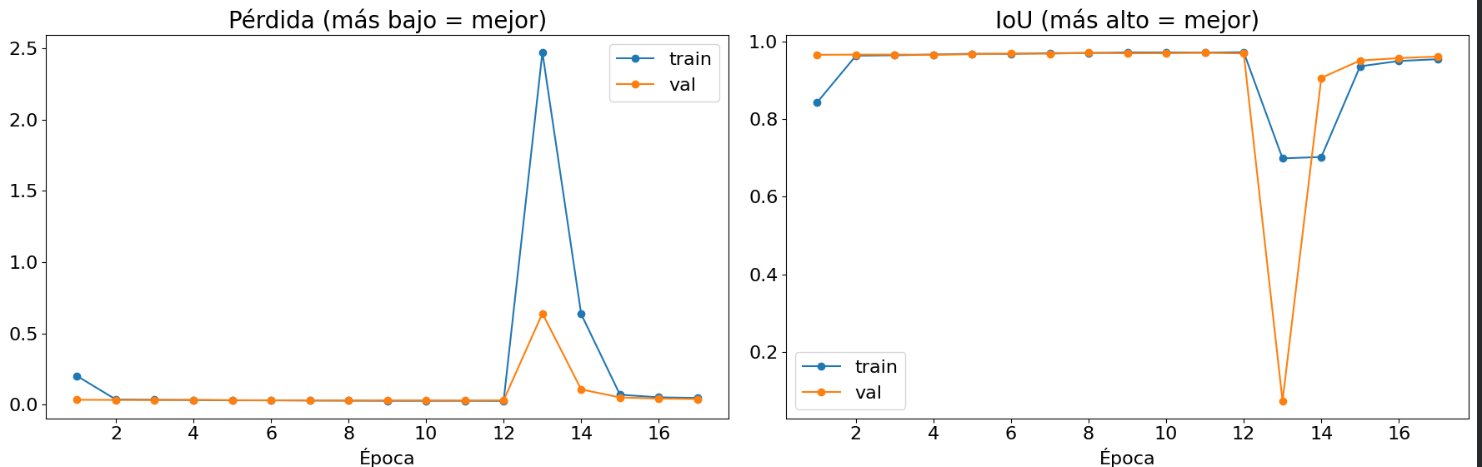 Pérdida (más bajo = mejor)
2.5
2.0
1.5
1.0
0.5
0.0
train
val
2 4 6 8 10 12 14 16
Época
IoU (más alto = mejor)
1.0
0.8
0.6
0.4
0.2
train
val
2 4 6 8 10 12 14 16
Época